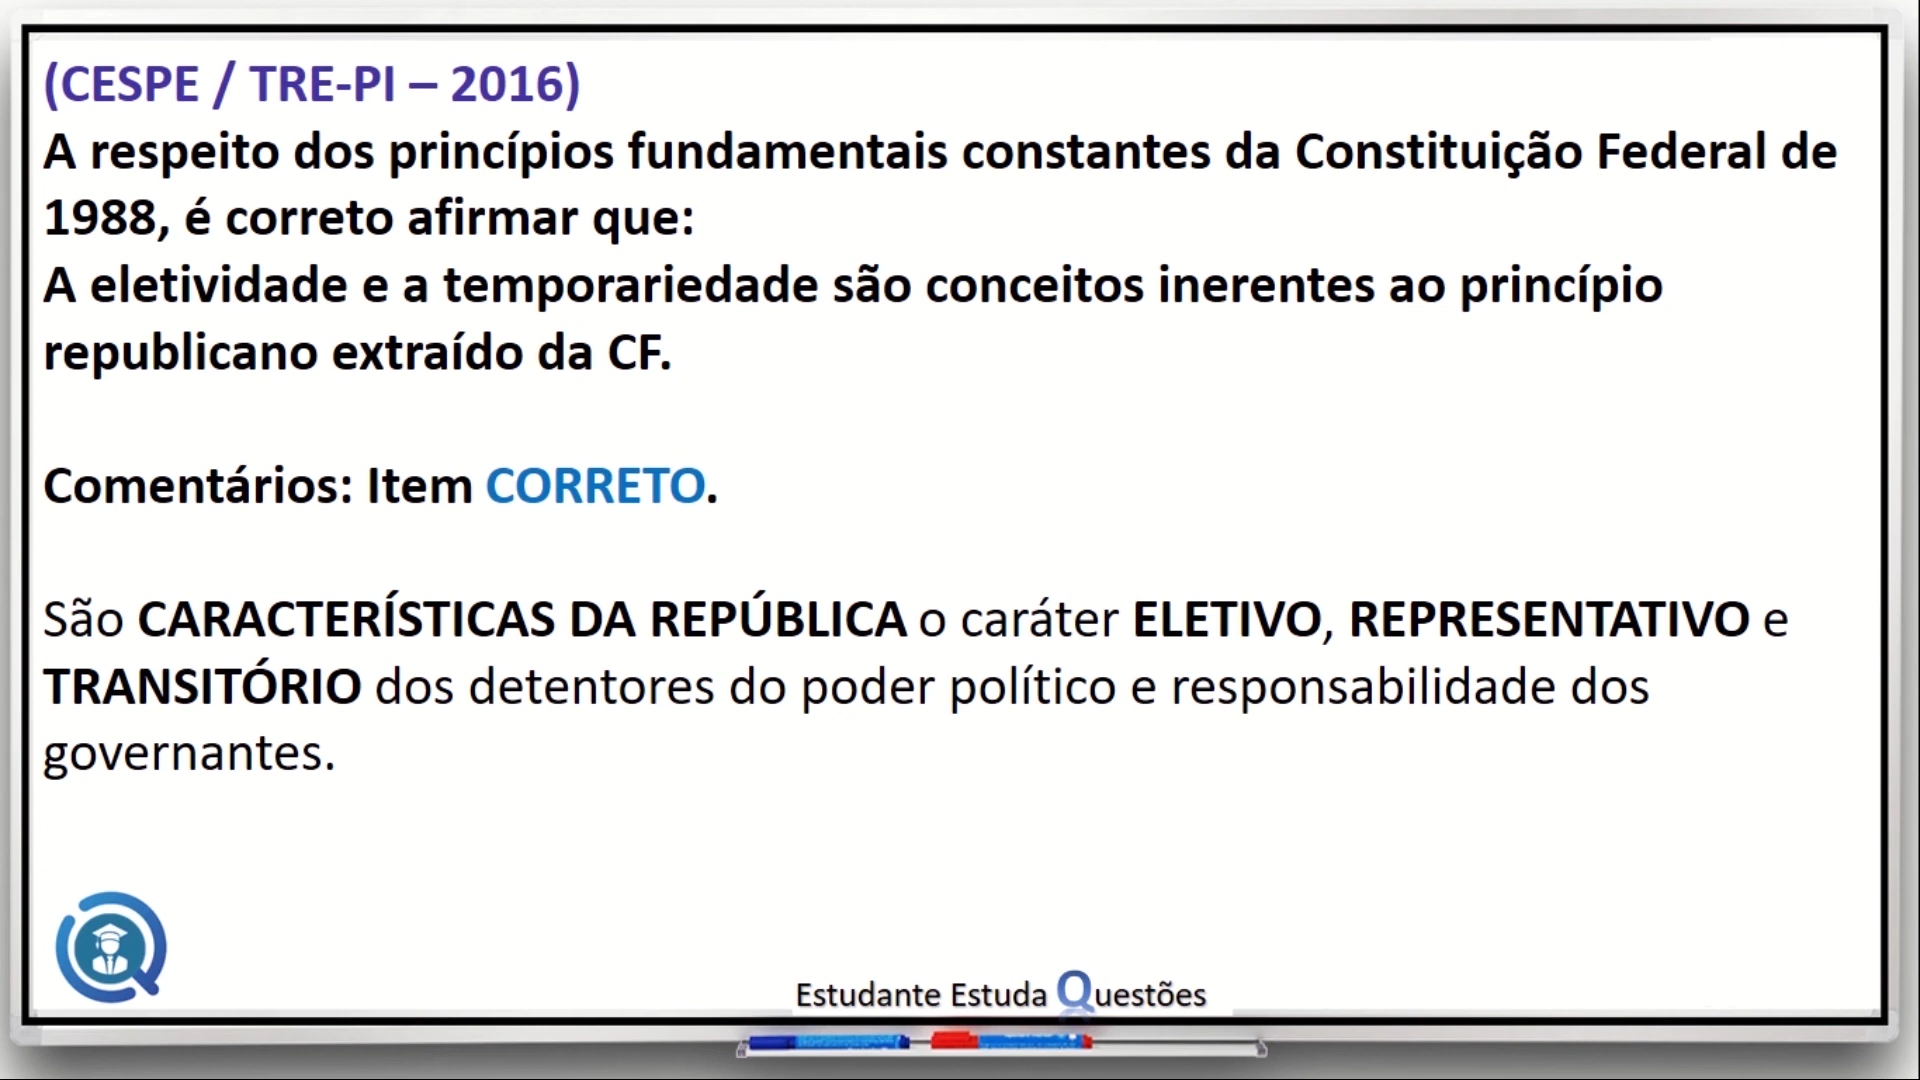 (CESPE / TRE-PI – 2016)
A respeito dos princípios fundamentais constantes da Constituição Federal de
1988, é correto afirmar que:
A eletividade e a temporariedade são conceitos inerentes ao princípio
republicano extraído da CF.
Comentários: Item CORRETO.
São CARACTERÍSTICAS DA REPÚBLICA o caráter ELETIVO, REPRESENTATIVO e
TRANSITÓRIO dos detentores do poder político e responsabilidade dos
governantes.
Estudante Estuda Questões